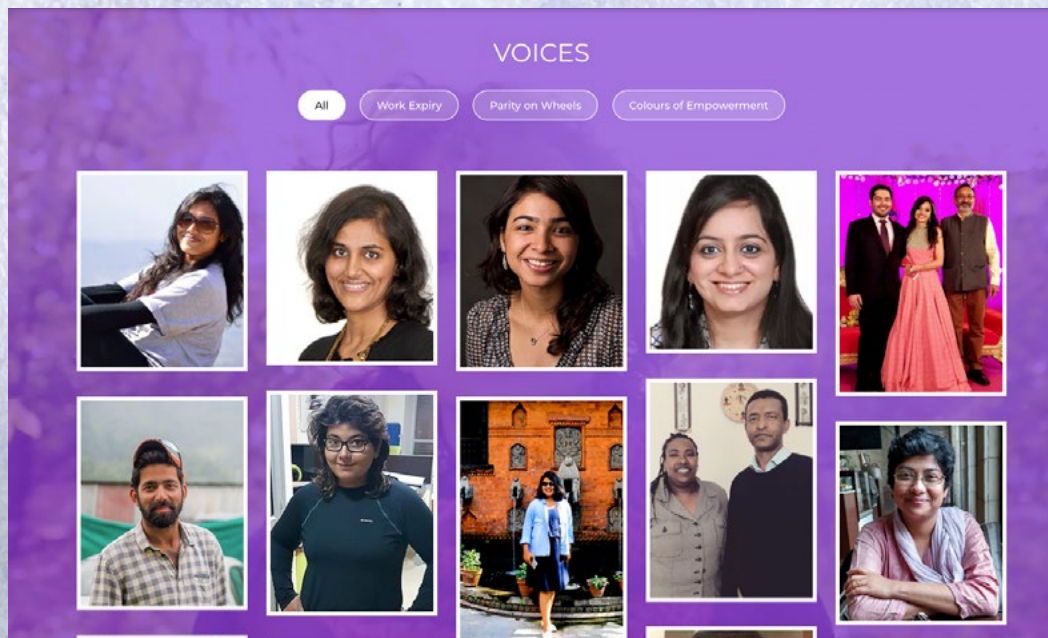 VOICES
All
Work Expiry
Parity on Wheels
Colours of Empowerment